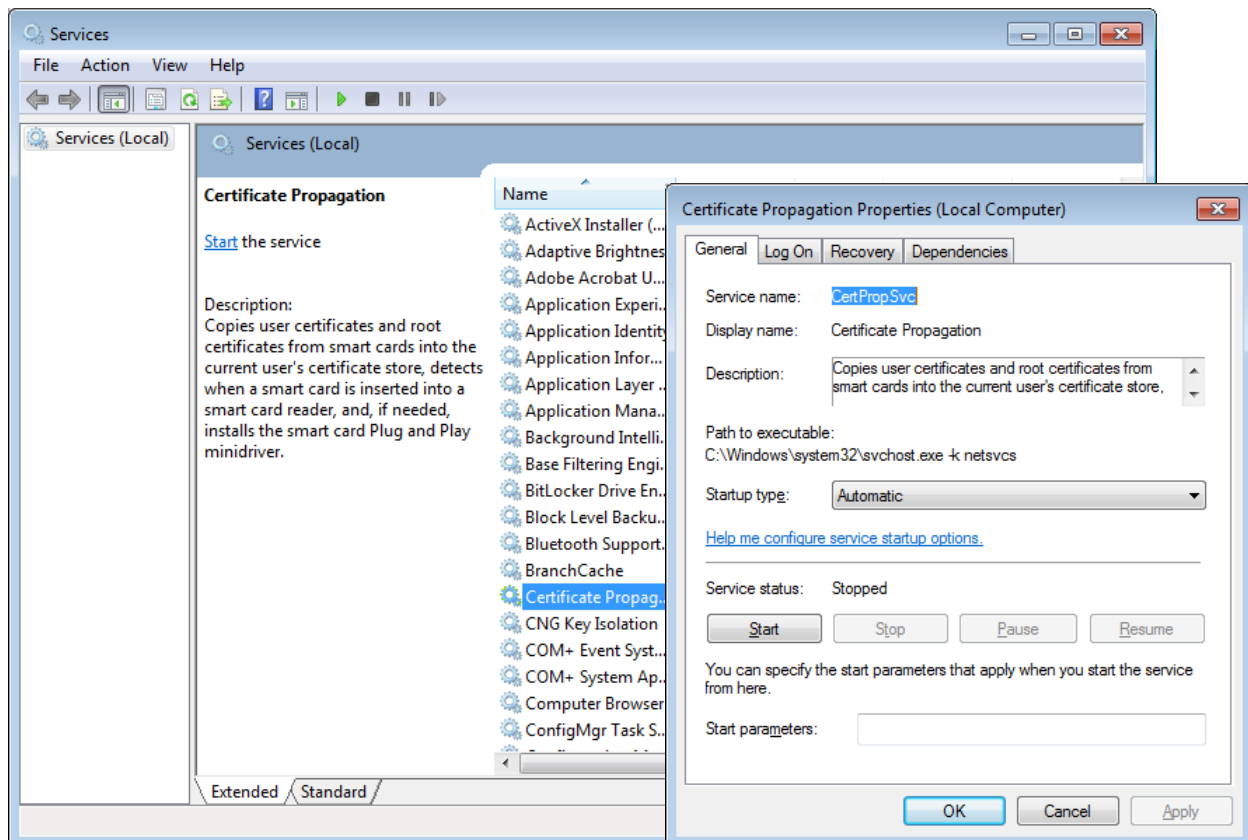 Services
File Action View Help
Services (Local)
Services (Local)
Certificate Propagation
Start the service
Description:
Copies user certificates and root
certificates from smart cards into the
current user's certificate store, detects
when a smart card is inserted into a
smart card reader, and, if needed,
installs the smart card Plug and Play
minidriver.
Name
ActiveX Installer (...
Adaptive Brightnes
Adobe Acrobat U...
Application Experi..
Application Identity
Application Infor...
Application Layer ..
Application Mana..
Background Intelli.
Base Filtering Engi.
BitLocker Drive En..
Block Level Backu..
Bluetooth Support.
BranchCache
Certificate Propag..
CNG Key Isolation
COM+ Event Syst...
COM+ System Ap..
Computer Browser
ConfigMgr Task S..
Extended Standard
Certificate Propagation Properties (Local Computer)
General Log On Recovery Dependencies
Service name: CertPropSvc
Display name: Certificate Propagation
Description: Copies user certificates and root certificates from
smart cards into the current user's certificate store,
Path to executable:
C:\Windows\system32\svchost.exe -k netsvcs
Startup type: Automatic
Help me configure service startup options.
Service status: Stopped
Start Stop Pause Resume
You can specify the start parameters that apply when you start the service
from here.
Start parameters:
OK Cancel Apply